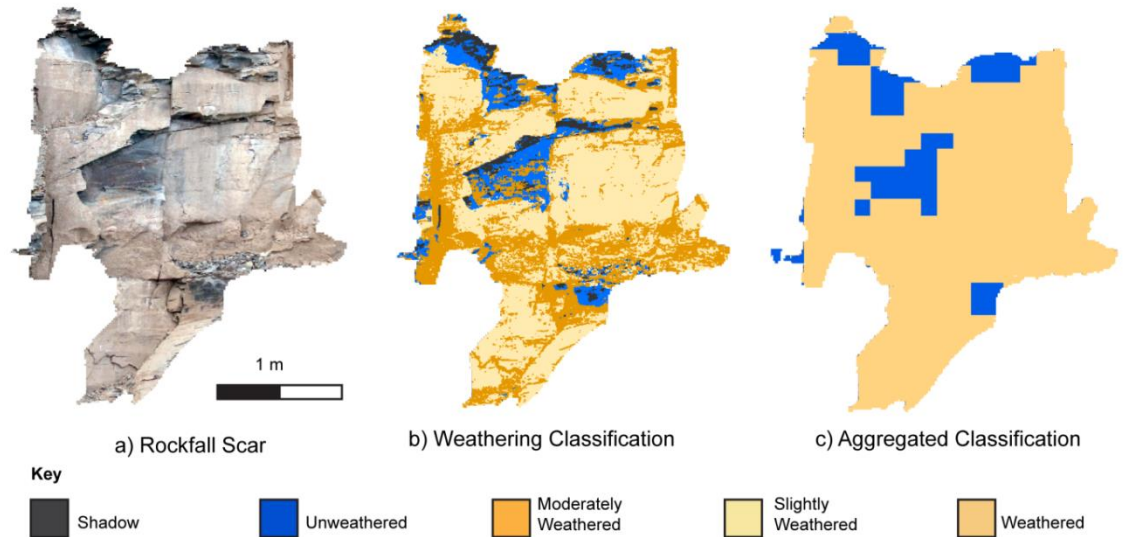 1 m
a) Rockfall Scar
b) Weathering Classification
c) Aggregated Classification
Key
Shadow
Unweathered
Moderately
Weathered
Slightly
Weathered
Weathered